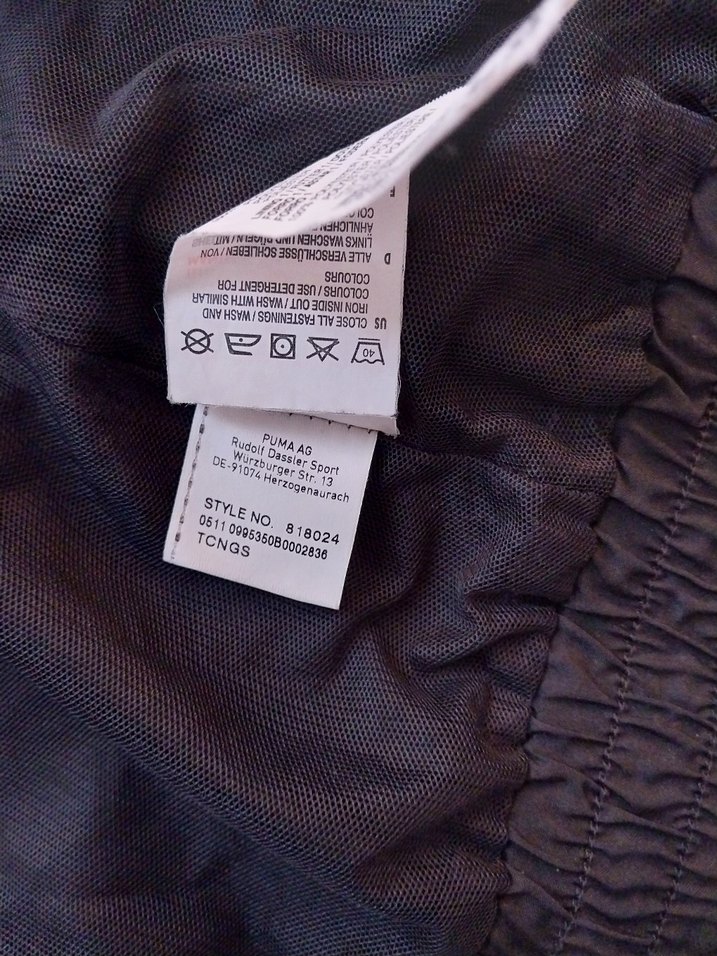 40
US CLOSE ALL FASTENINGS / WASH AND
IRON INSIDE OUT / WASH WITH SIMILAR
COLOURS / USE DETERGENT FOR
COLOURS
D ALLE VERSCHLÜSSE SCHLIEßEN / VON
LINKS WASCHEN UND BÜGELN / MIT
ÄHNLICHEN
PUMA AG
Rudolf Dassler Sport
Würzburger Str. 13
DE-91074 Herzogenaurach
STYLE NO. 818024
0511 0995350B0002836
TCNGS